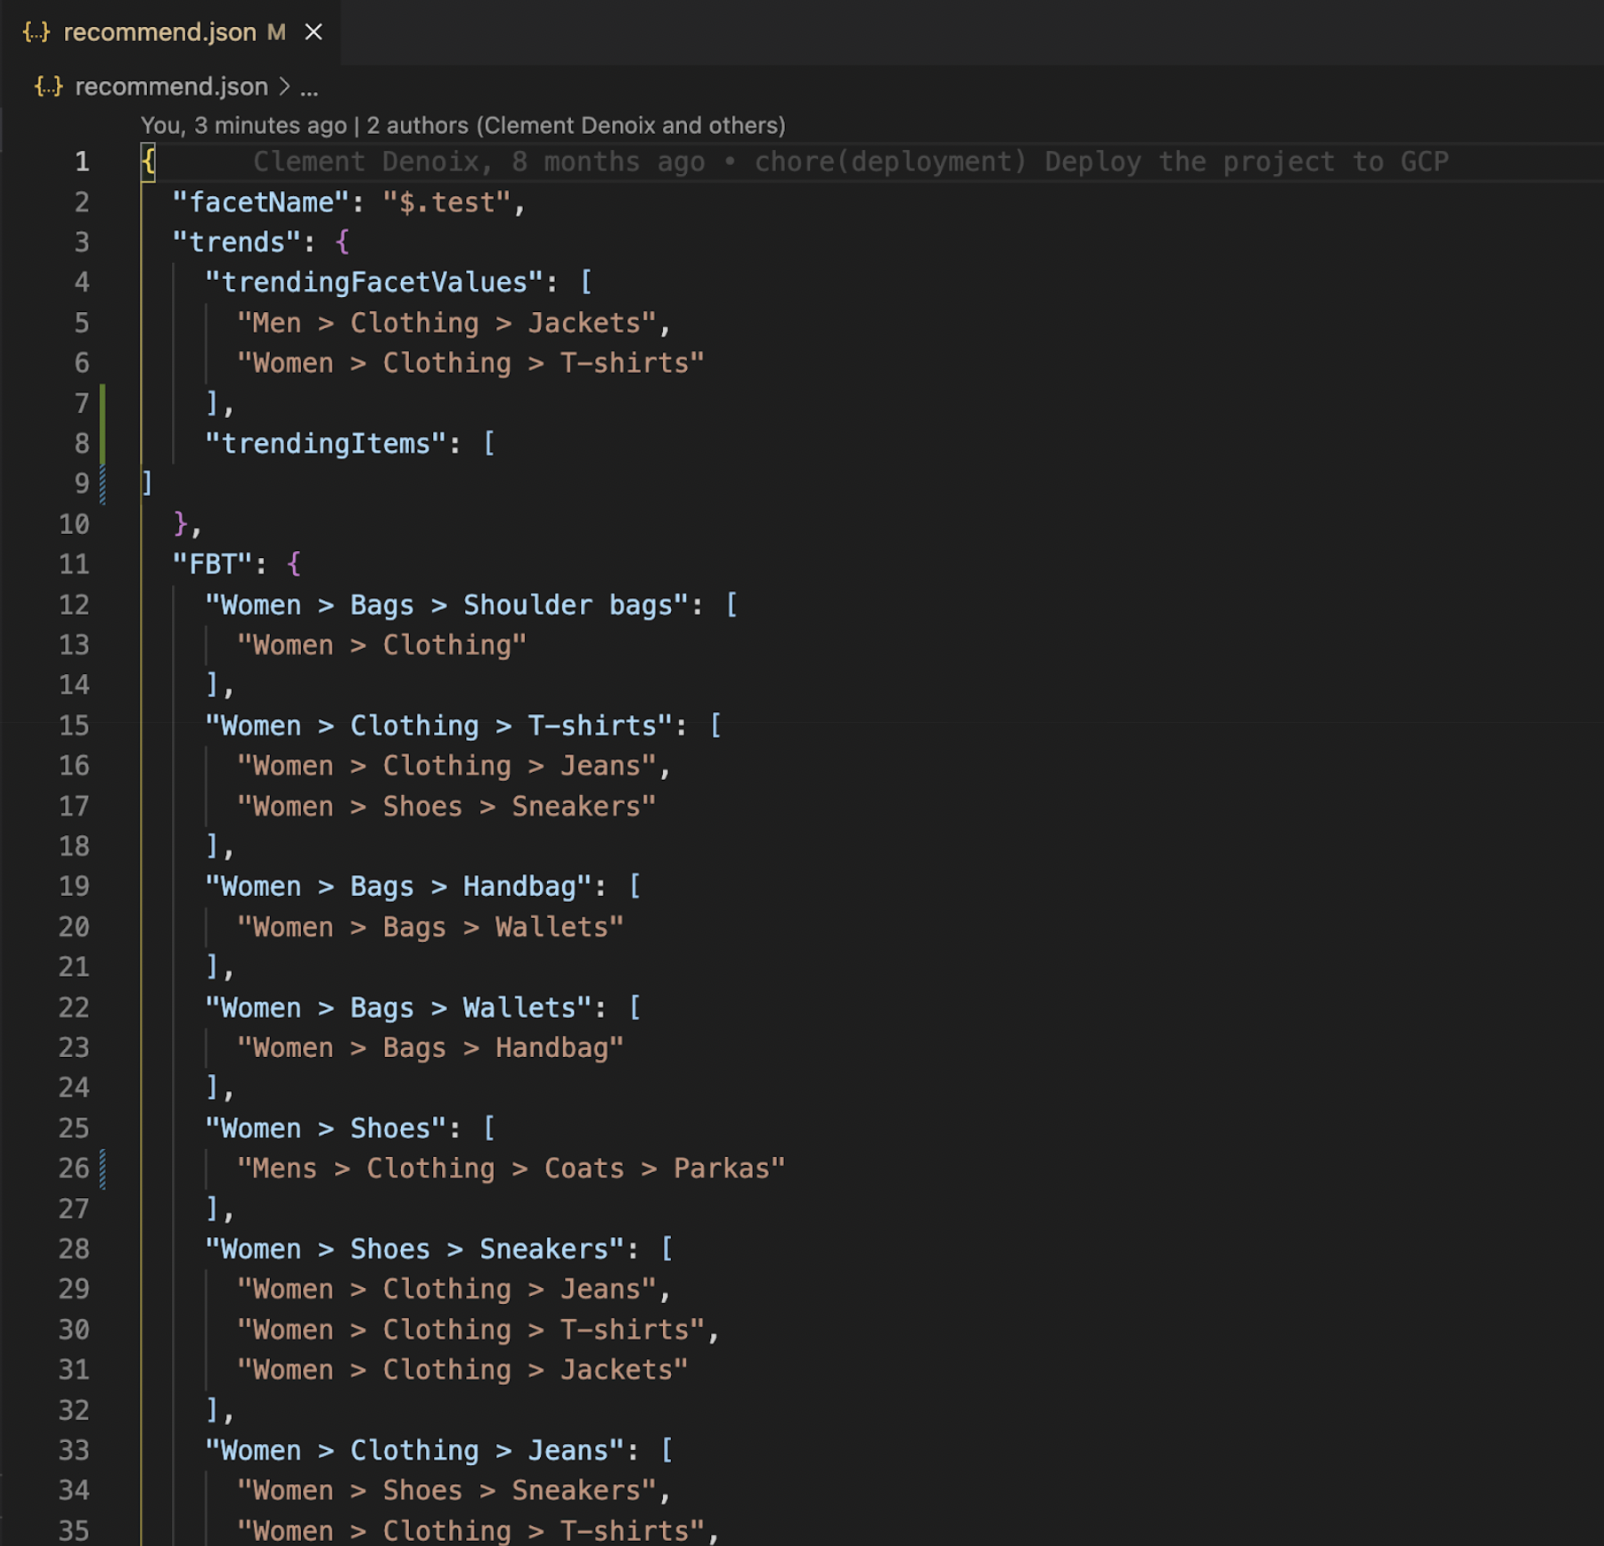 {..} recommend.json M ×
{..} recommend.json > ...
You, 3 minutes ago | 2 authors (Clement Denoix and others)
1 { Clement Denoix, 8 months ago • chore(deployment) Deploy the project to GCP
2 "facetName": "$.test",
3 "trends": {
4 "trendingFacetValues": [
5 "Men > Clothing > Jackets",
6 "Women > Clothing > T-shirts"
7 ],
8 "trendingItems": [
9 ]
10 },
11 "FBT": {
12 "Women > Bags > Shoulder bags": [
13 "Women > Clothing"
14 ],
15 "Women > Clothing > T-shirts": [
16 "Women > Clothing > Jeans",
17 "Women > Shoes > Sneakers"
18 ],
19 "Women > Bags > Handbag": [
20 "Women > Bags > Wallets"
21 ],
22 "Women > Bags > Wallets": [
23 "Women > Bags > Handbag"
24 ],
25 "Women > Shoes": [
26 "Mens > Clothing > Coats > Parkas"
27 ],
28 "Women > Shoes > Sneakers": [
29 "Women > Clothing > Jeans",
30 "Women > Clothing > T-shirts",
31 "Women > Clothing > Jackets"
32 ],
33 "Women > Clothing > Jeans": [
34 "Women > Shoes > Sneakers",
35 "Women > Clothing > T-shirts",